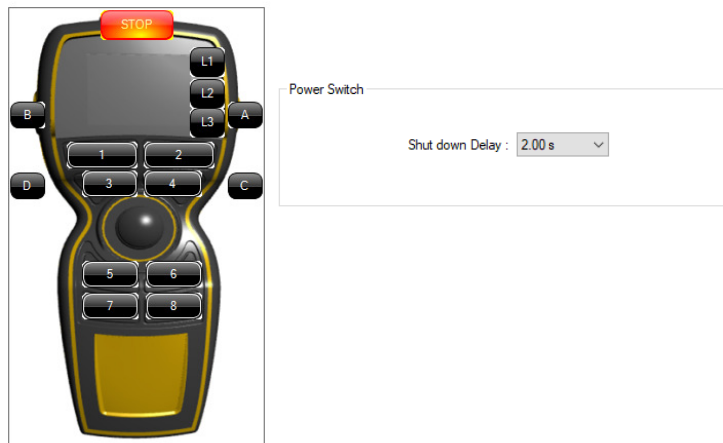 STOP
L1
L2
L3
B
A
1
2
D
3
4
C
5
6
7
8
Power Switch
Shut down Delay :
2.00 s